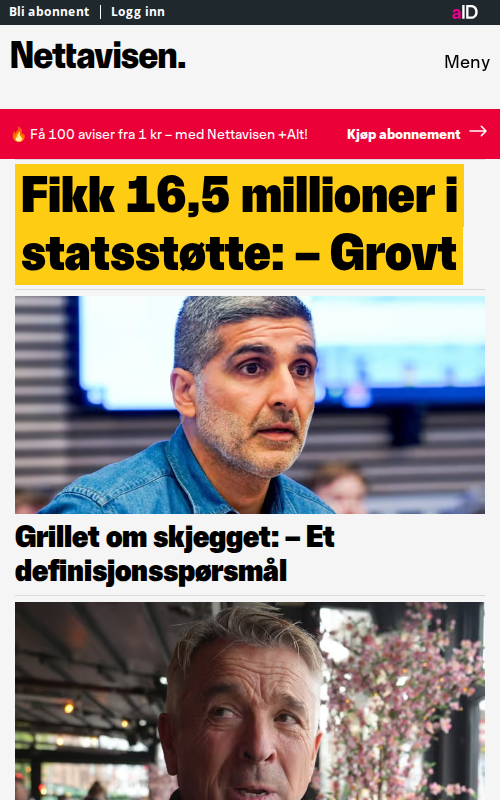 Bli abonnent | Logg inn
aID
Nettavisen.
Meny
🔥 Få 100 aviser fra 1 kr – med Nettavisen +Alt!
Kjøp abonnement →
Fikk 16,5 millioner i
statsstøtte: – Grovt
Grillet om skjegget: – Et
definisjonsspørsmål